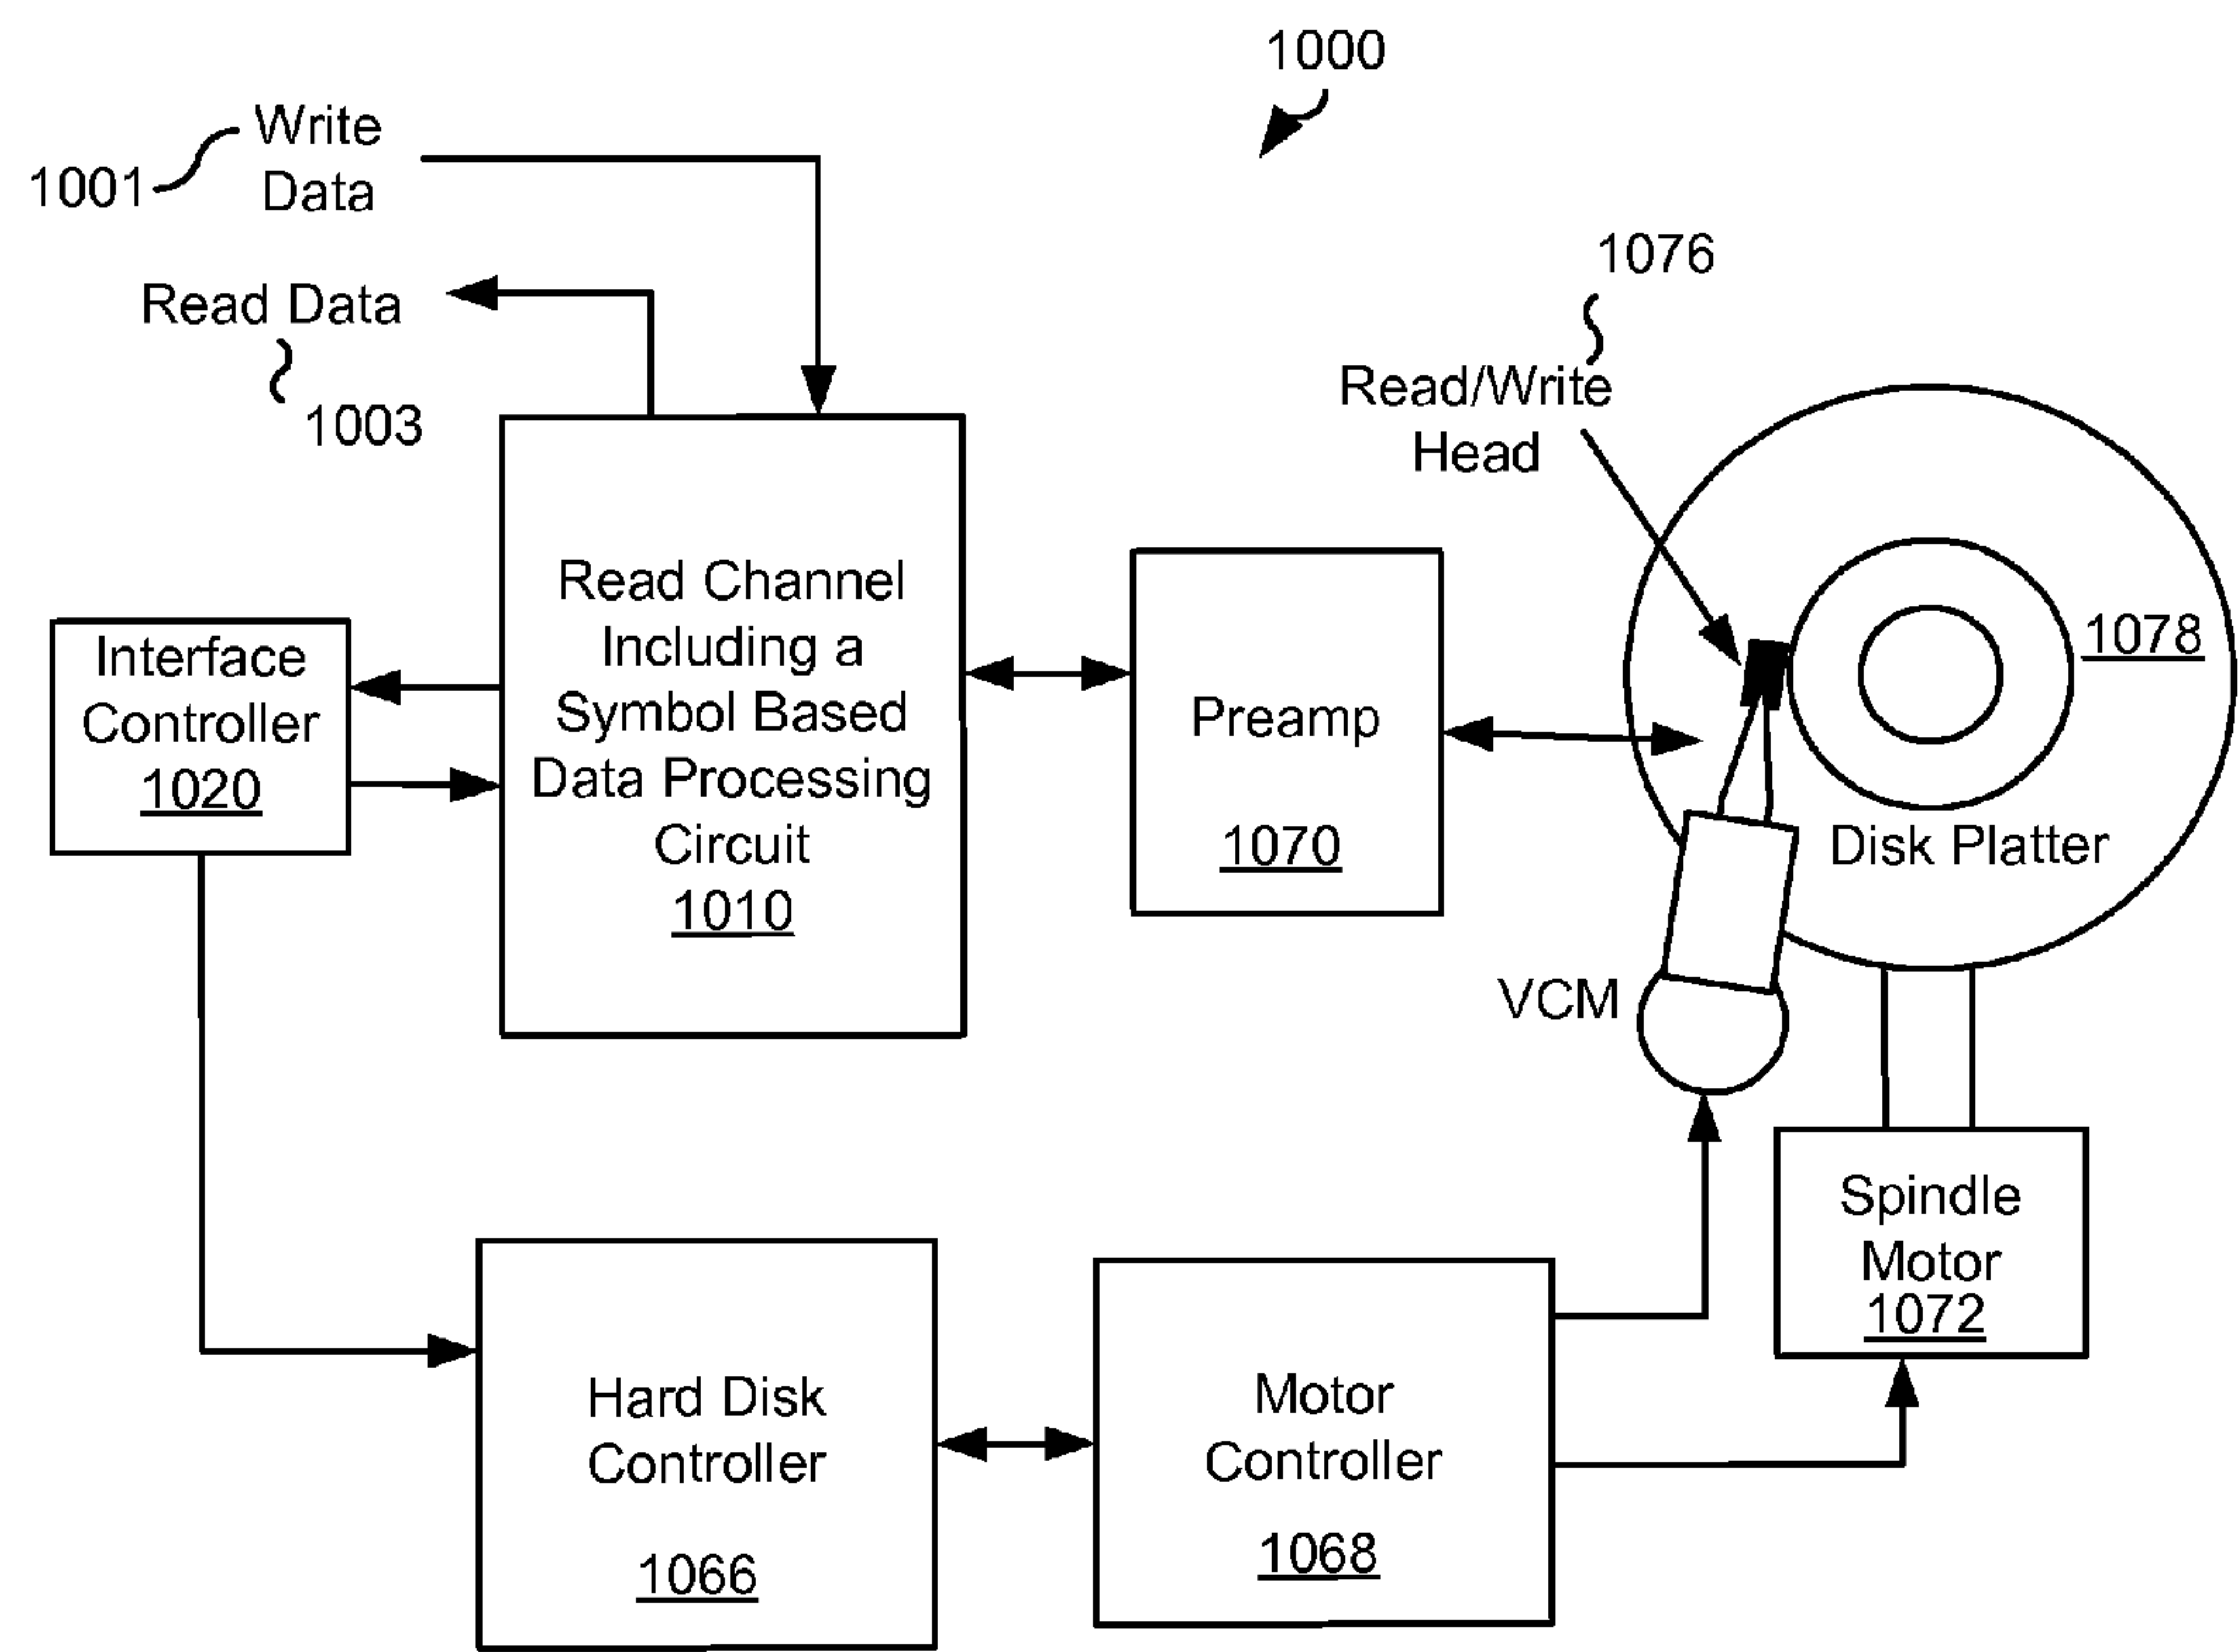 1000
Write
Data
1001
Read Data
1003
1076
Read/Write
Head
Read Channel
Including a
Symbol Based
Data Processing
Circuit
1010
Interface
Controller
1020
Preamp
1070
1078
Disk Platter
VCM
Spindle
Motor
1072
Hard Disk
Controller
1066
Motor
Controller
1068